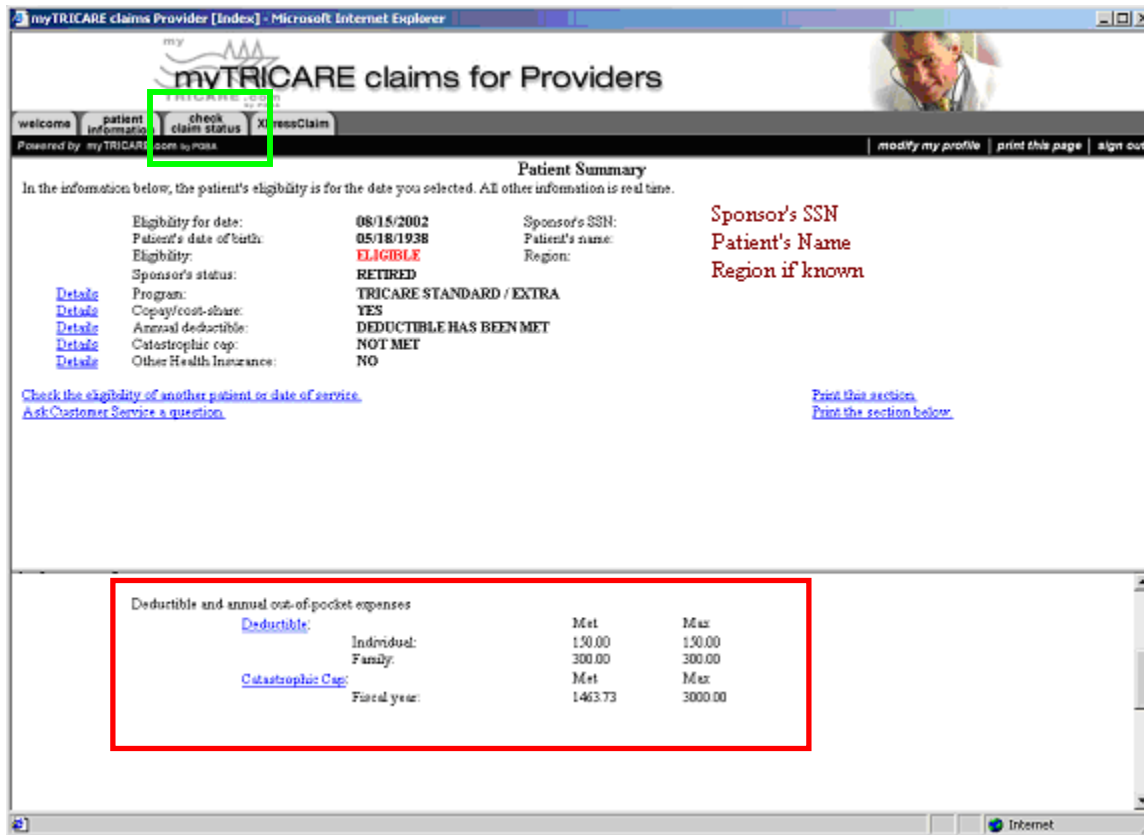 myTRICARE claims Provider [Index] - Microsoft Internet Explorer
my
myTRICARE claims for Providers
TRICARE.com
by PGBA
welcome patient information check claim status XPressClaim
Powered by myTRICARE.com by PGBA modify my profile print this page sign out
Patient Summary
In the information below, the patient's eligibility is for the date you selected. All other information is real time.
Eligibility for date: 08/15/2002 Sponsor's SSN: Sponsor's SSN
Patient's date of birth: 05/18/1938 Patient's name: Patient's Name
Eligibility: ELIGIBLE Region: Region if known
Sponsor's status: RETIRED
Details Program: TRICARE STANDARD / EXTRA
Details Copay/cost-share: YES
Details Annual deductible: DEDUCTIBLE HAS BEEN MET
Details Catastrophic cap: NOT MET
Details Other Health Insurance: NO
Check the eligibility of another patient or date of service. Print this section.
Ask Customer Service a question. Print the section below.
Deductible and annual out-of-pocket expenses
Deductible: Met Max
Individual: 150.00 150.00
Family: 300.00 300.00
Catastrophic Cap: Met Max
Fiscal year: 1463.73 3000.00
Internet